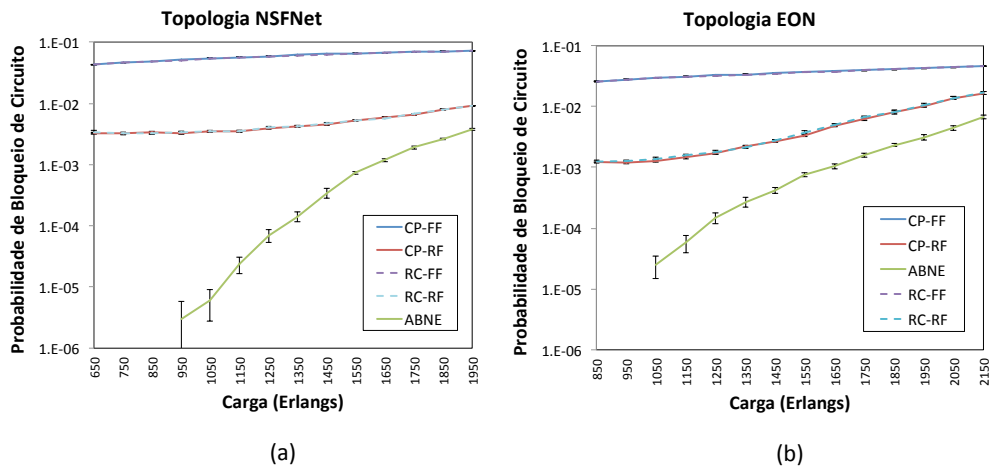 Topologia NSFNet
Probabilidade de Bloqueio de Circuito
1.E-01
1.E-02
1.E-03
1.E-04
1.E-05
1.E-06
CP-FF
CP-RF
RC-FF
RC-RF
ABNE
650 750 850 950 1050 1150 1250 1350 1450 1550 1650 1750 1850 1950
Carga (Erlangs)
(a)
Topologia EON
Probabilidade de Bloqueio de Circuito
1.E-01
1.E-02
1.E-03
1.E-04
1.E-05
1.E-06
CP-FF
CP-RF
ABNE
RC-FF
RC-RF
850 950 1050 1150 1250 1350 1450 1550 1650 1750 1850 1950 2050 2150
Carga (Erlangs)
(b)